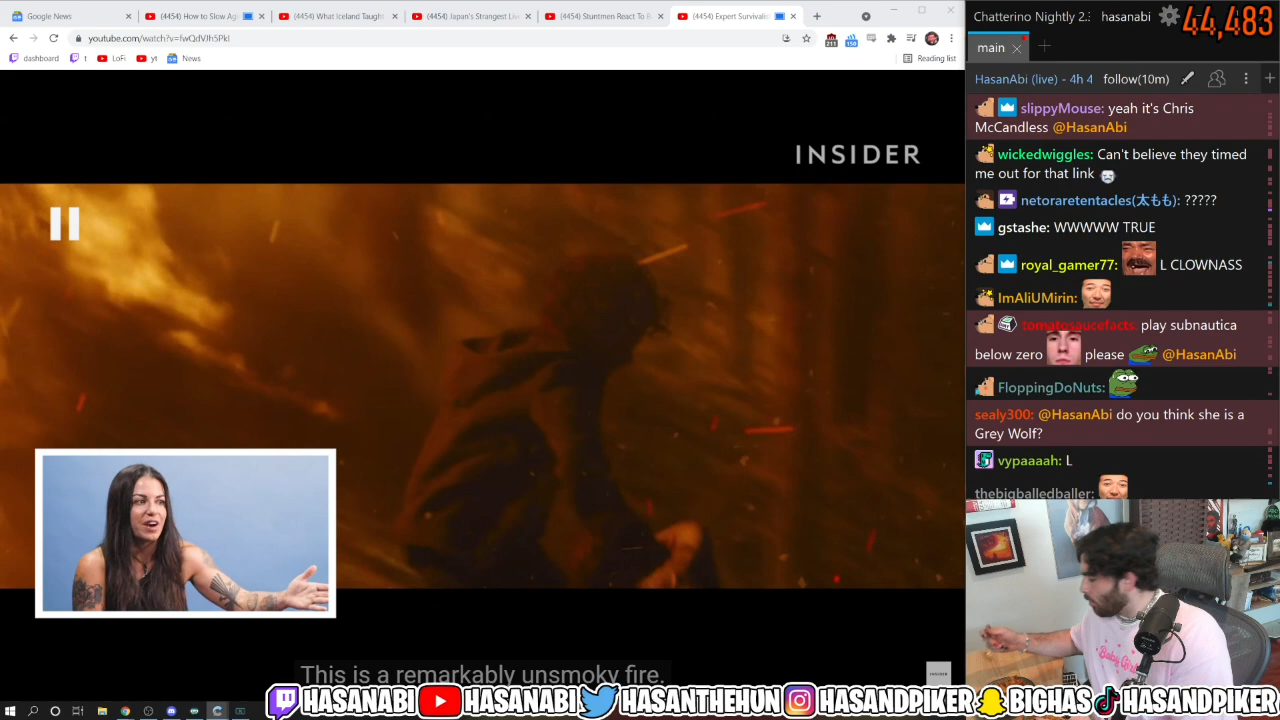 Google News
(4454) How to Slow Ag
(4454) What Iceland Taught
(4454) Japan's Strangest L
(4454) Stuntmen React To
(4454) Expert Survivalis
youtube.com/watch?v=fwQdVJh5PkI
211
158
dashboard
t
LoFi
yt
News
Reading list
INSIDER
This is a remarkably unsmoky fire.
INSIDER
Chatterino Nightly 2.
hasanabi
44,483
main
HasanAbi (live) - 4h 4
follow(10m)
slippyMouse: yeah it's Chris
McCandless @HasanAbi
wickedwiggles: Can't believe they timed
me out for that link
netoraretentacles(太もも): ?????
gstashe: WWWWW TRUE
royal_gamer77: L CLOWNASS
ImAliUMirin:
tomatosaucefacts: play subnautica
below zero please @HasanAbi
FloppingDoNuts:
sealy300: @HasanAbi do you think she is a
Grey Wolf?
vypaaaah: L
thebigballedballer:
HASANABI HASANABI HASANTHEHUN HASANDPIKER BIGHAS HASANDPIKER